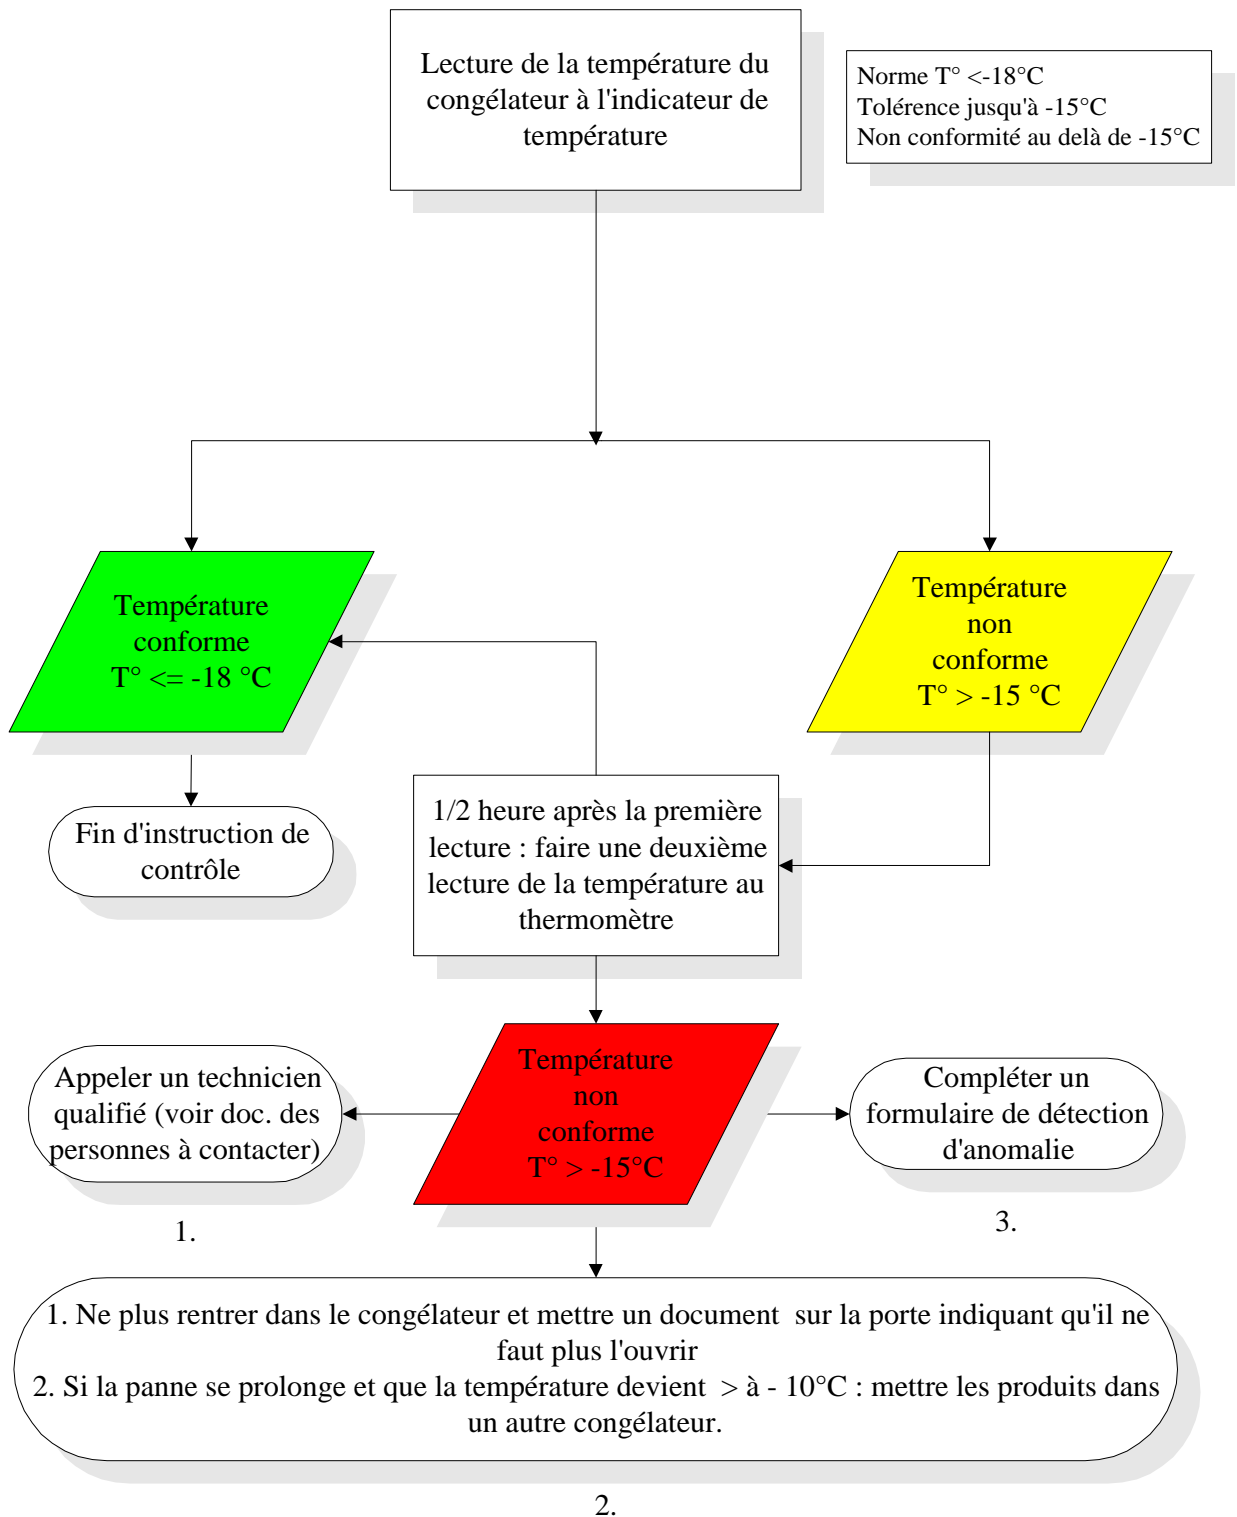 Lecture de la température du
congélateur à l'indicateur de
température
Norme T° <-18°C
Tolérence jusqu'à -15°C
Non conformité au delà de -15°C
Température
conforme
T° <= -18 °C
Température
non
conforme
T° > -15 °C
Fin d'instruction de
contrôle
1/2 heure après la première
lecture : faire une deuxième
lecture de la température au
thermomètre
Appeler un technicien
qualifié (voir doc. des
personnes à contacter)
1.
Température
non
conforme
T° > -15°C
Compléter un
formulaire de détection
d'anomalie
3.
1. Ne plus rentrer dans le congélateur et mettre un document sur la porte indiquant qu'il ne
faut plus l'ouvrir
2. Si la panne se prolonge et que la température devient > à - 10°C : mettre les produits dans
un autre congélateur.
2.